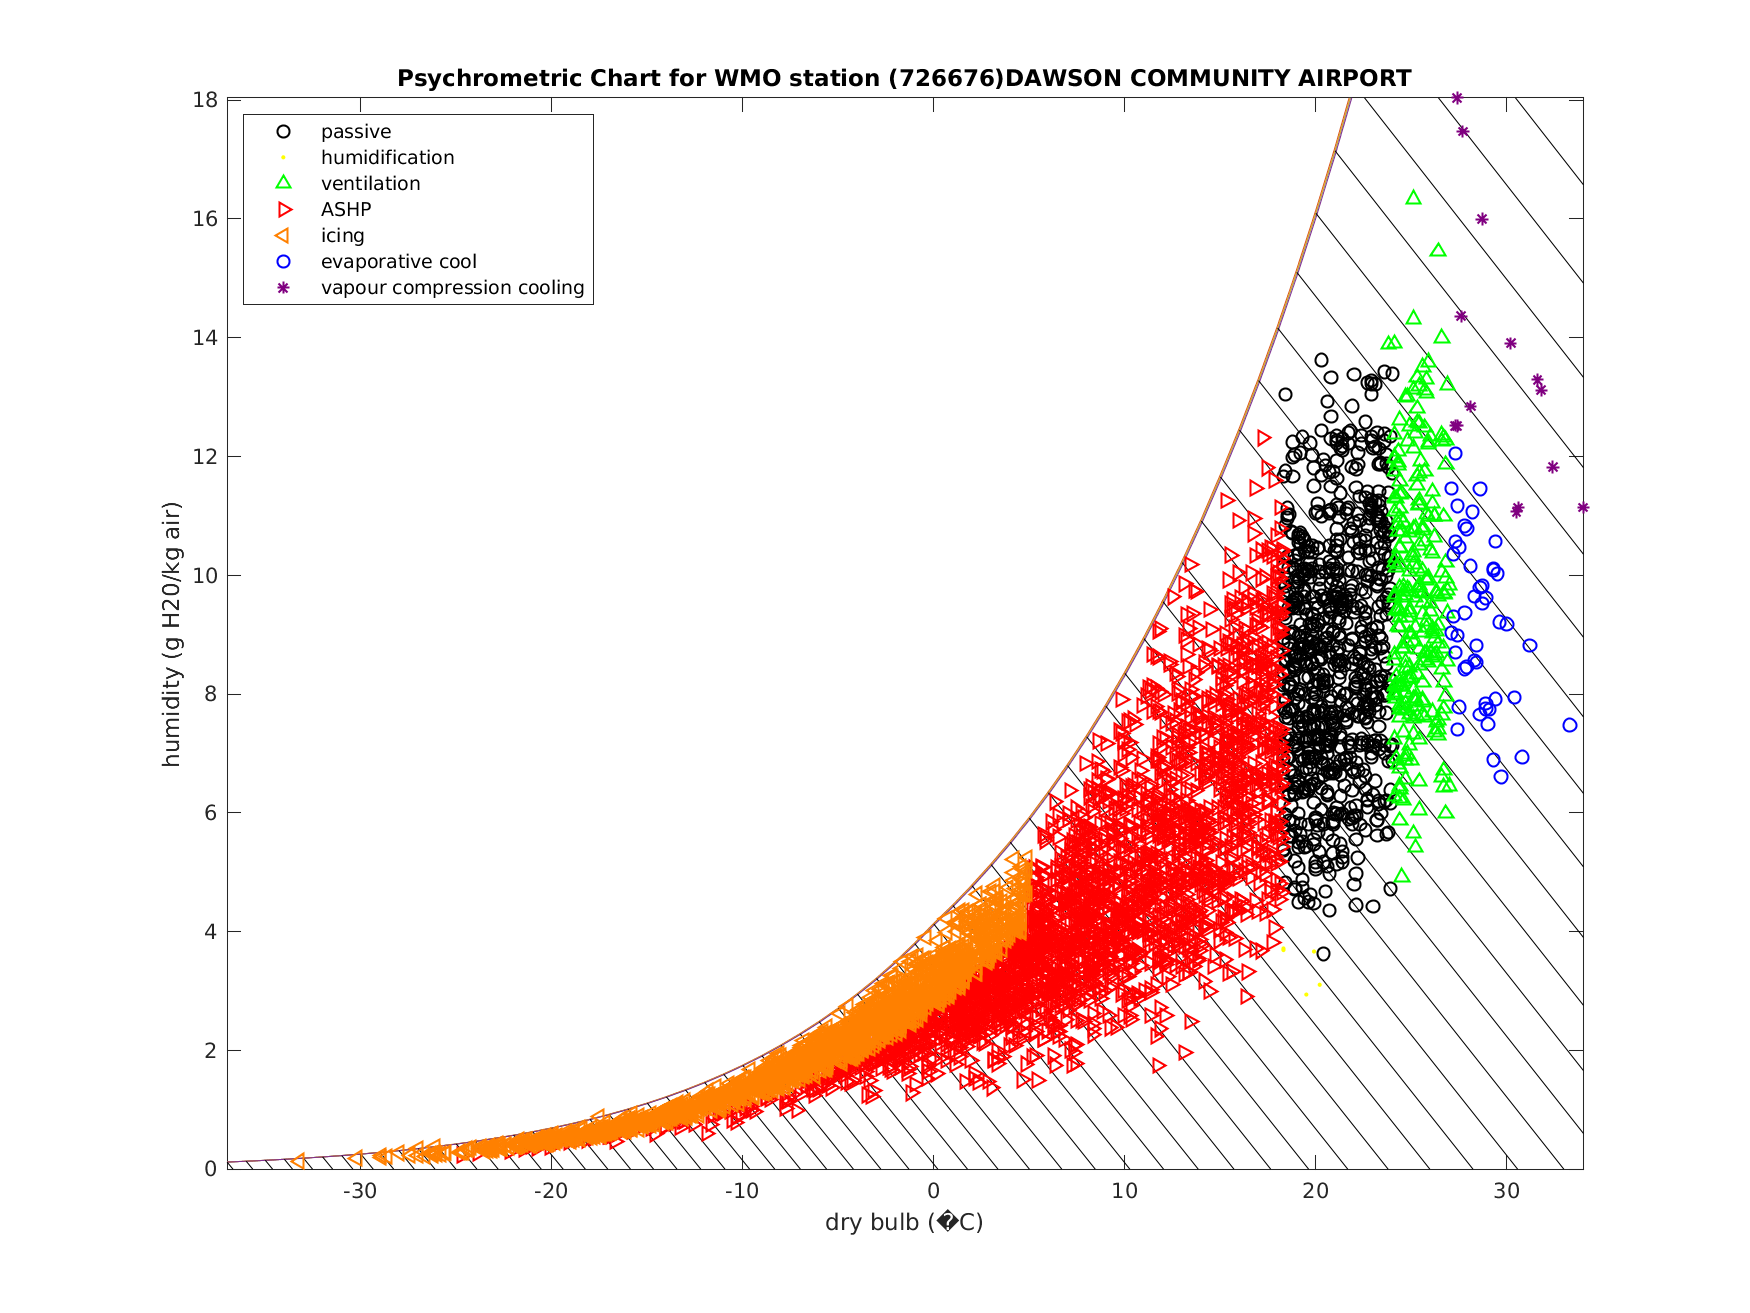 Psychrometric Chart for WMO station (726676)DAWSON COMMUNITY AIRPORT
passive
humidification
ventilation
ASHP
icing
evaporative cool
vapour compression cooling
humidity (g H20/kg air)
18
16
14
12
10
8
6
4
2
0
-30 -20 -10 0 10 20 30
dry bulb (�C)